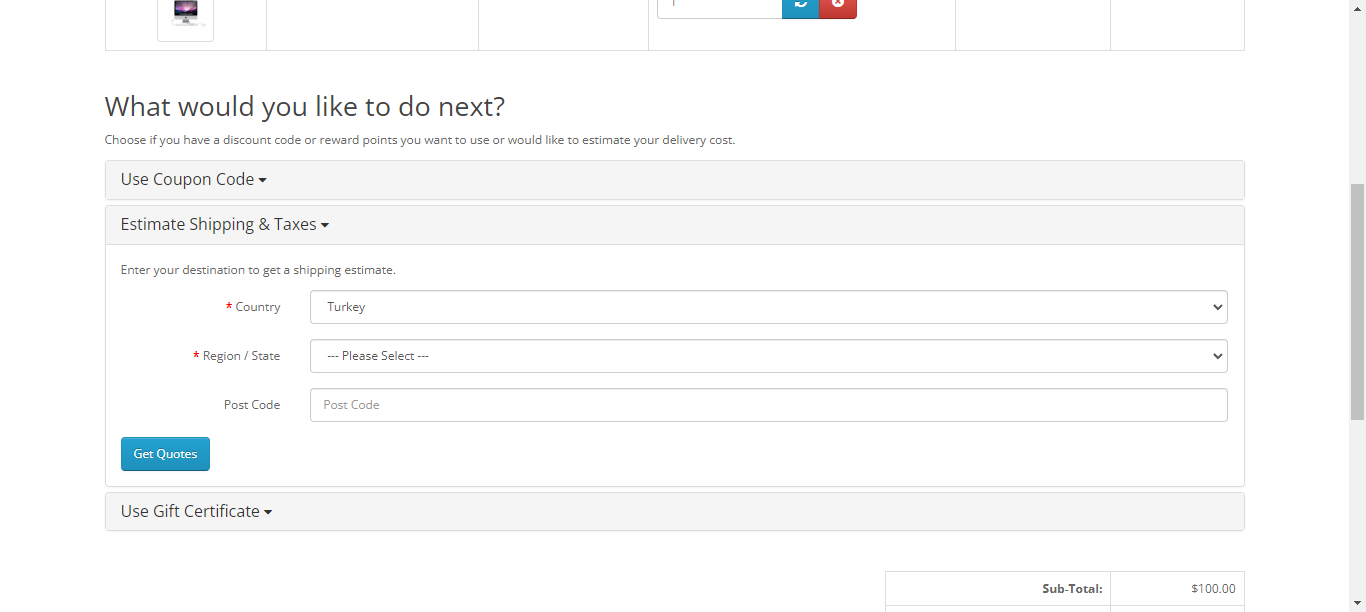 What would you like to do next?
Choose if you have a discount code or reward points you want to use or would like to estimate your delivery cost.
Use Coupon Code
Estimate Shipping & Taxes
Enter your destination to get a shipping estimate.
* Country Turkey
* Region / State --- Please Select ---
Post Code Post Code
Get Quotes
Use Gift Certificate
Sub-Total: $100.00